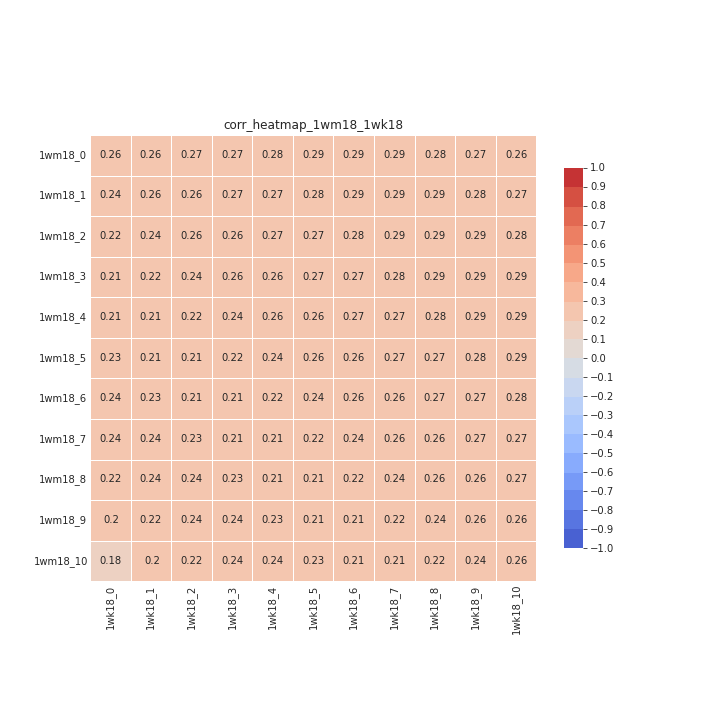 corr_heatmap_1wm18_1wk18
1wm18_0 0.26 0.26 0.27 0.27 0.28 0.29 0.29 0.29 0.28 0.27 0.26
1wm18_1 0.24 0.26 0.26 0.27 0.27 0.28 0.29 0.29 0.29 0.28 0.27
1wm18_2 0.22 0.24 0.26 0.26 0.27 0.27 0.28 0.29 0.29 0.29 0.28
1wm18_3 0.21 0.22 0.24 0.26 0.26 0.27 0.27 0.28 0.29 0.29 0.29
1wm18_4 0.21 0.21 0.22 0.24 0.26 0.26 0.27 0.27 0.28 0.29 0.29
1wm18_5 0.23 0.21 0.21 0.22 0.24 0.26 0.26 0.27 0.27 0.28 0.29
1wm18_6 0.24 0.23 0.21 0.21 0.22 0.24 0.26 0.26 0.27 0.27 0.28
1wm18_7 0.24 0.24 0.23 0.21 0.21 0.22 0.24 0.26 0.26 0.27 0.27
1wm18_8 0.22 0.24 0.24 0.23 0.21 0.21 0.22 0.24 0.26 0.26 0.27
1wm18_9 0.2 0.22 0.24 0.24 0.23 0.21 0.21 0.22 0.24 0.26 0.26
1wm18_10 0.18 0.2 0.22 0.24 0.24 0.23 0.21 0.21 0.22 0.24 0.26
1wk18_0 1wk18_1 1wk18_2 1wk18_3 1wk18_4 1wk18_5 1wk18_6 1wk18_7 1wk18_8 1wk18_9 1wk18_10
1.0
0.9
0.8
0.7
0.6
0.5
0.4
0.3
0.2
0.1
0.0
−0.1
−0.2
−0.3
−0.4
−0.5
−0.6
−0.7
−0.8
−0.9
−1.0